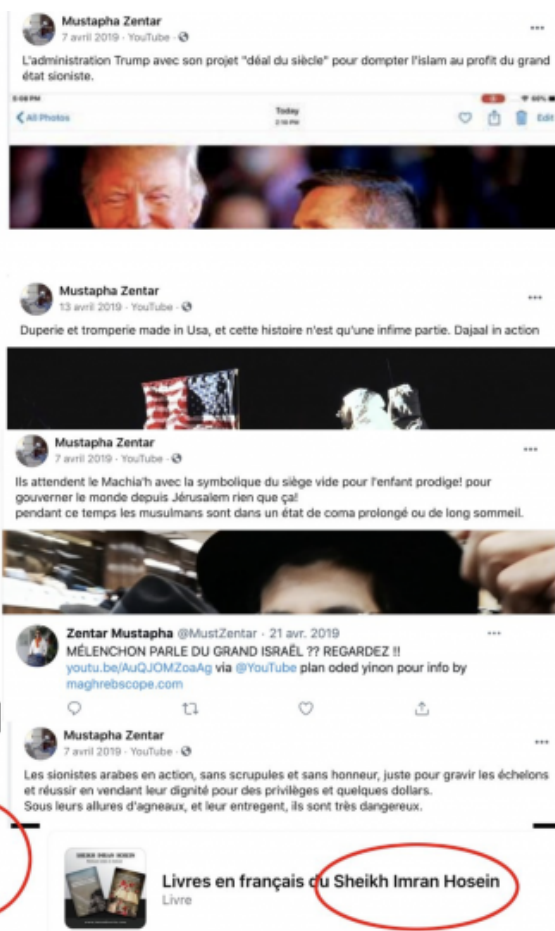 Mustapha Zentar
7 avril 2019 · YouTube ·
L'administration Trump avec son projet "déal du siècle" pour dompter l'islam au profit du grand
état sioniste.
All Photos
Today
Edit
Mustapha Zentar
13 avril 2019 · YouTube ·
Duperie et tromperie made in Usa, et cette histoire n'est qu'une infime partie. Dajaal in action
Mustapha Zentar
7 avril 2019 · YouTube ·
Ils attendent le Machia'h avec la symbolique du siège vide pour l'enfant prodige! pour
gouverner le monde depuis Jérusalem rien que ça!
pendant ce temps les musulmans sont dans un état de coma prolongé ou de long sommeil.
Zentar Mustapha @MustZentar · 21 avr. 2019
MÉLENCHON PARLE DU GRAND ISRAËL ?? REGARDEZ !!
youtu.be/AuQJOMZoaAg via @YouTube plan oded yinon pour info by
maghrebscope.com
Mustapha Zentar
7 avril 2019 · YouTube ·
Les sionistes arabes en action, sans scrupules et sans honneur, juste pour gravir les échelons
et réussir en vendant leur dignité pour des privilèges et quelques dollars.
Sous leurs allures d'agneaux, et leur entregent, ils sont très dangereux.
SHEIKH IMRAN HOSEIN
Livres en français du Sheikh Imran Hosein
Livre